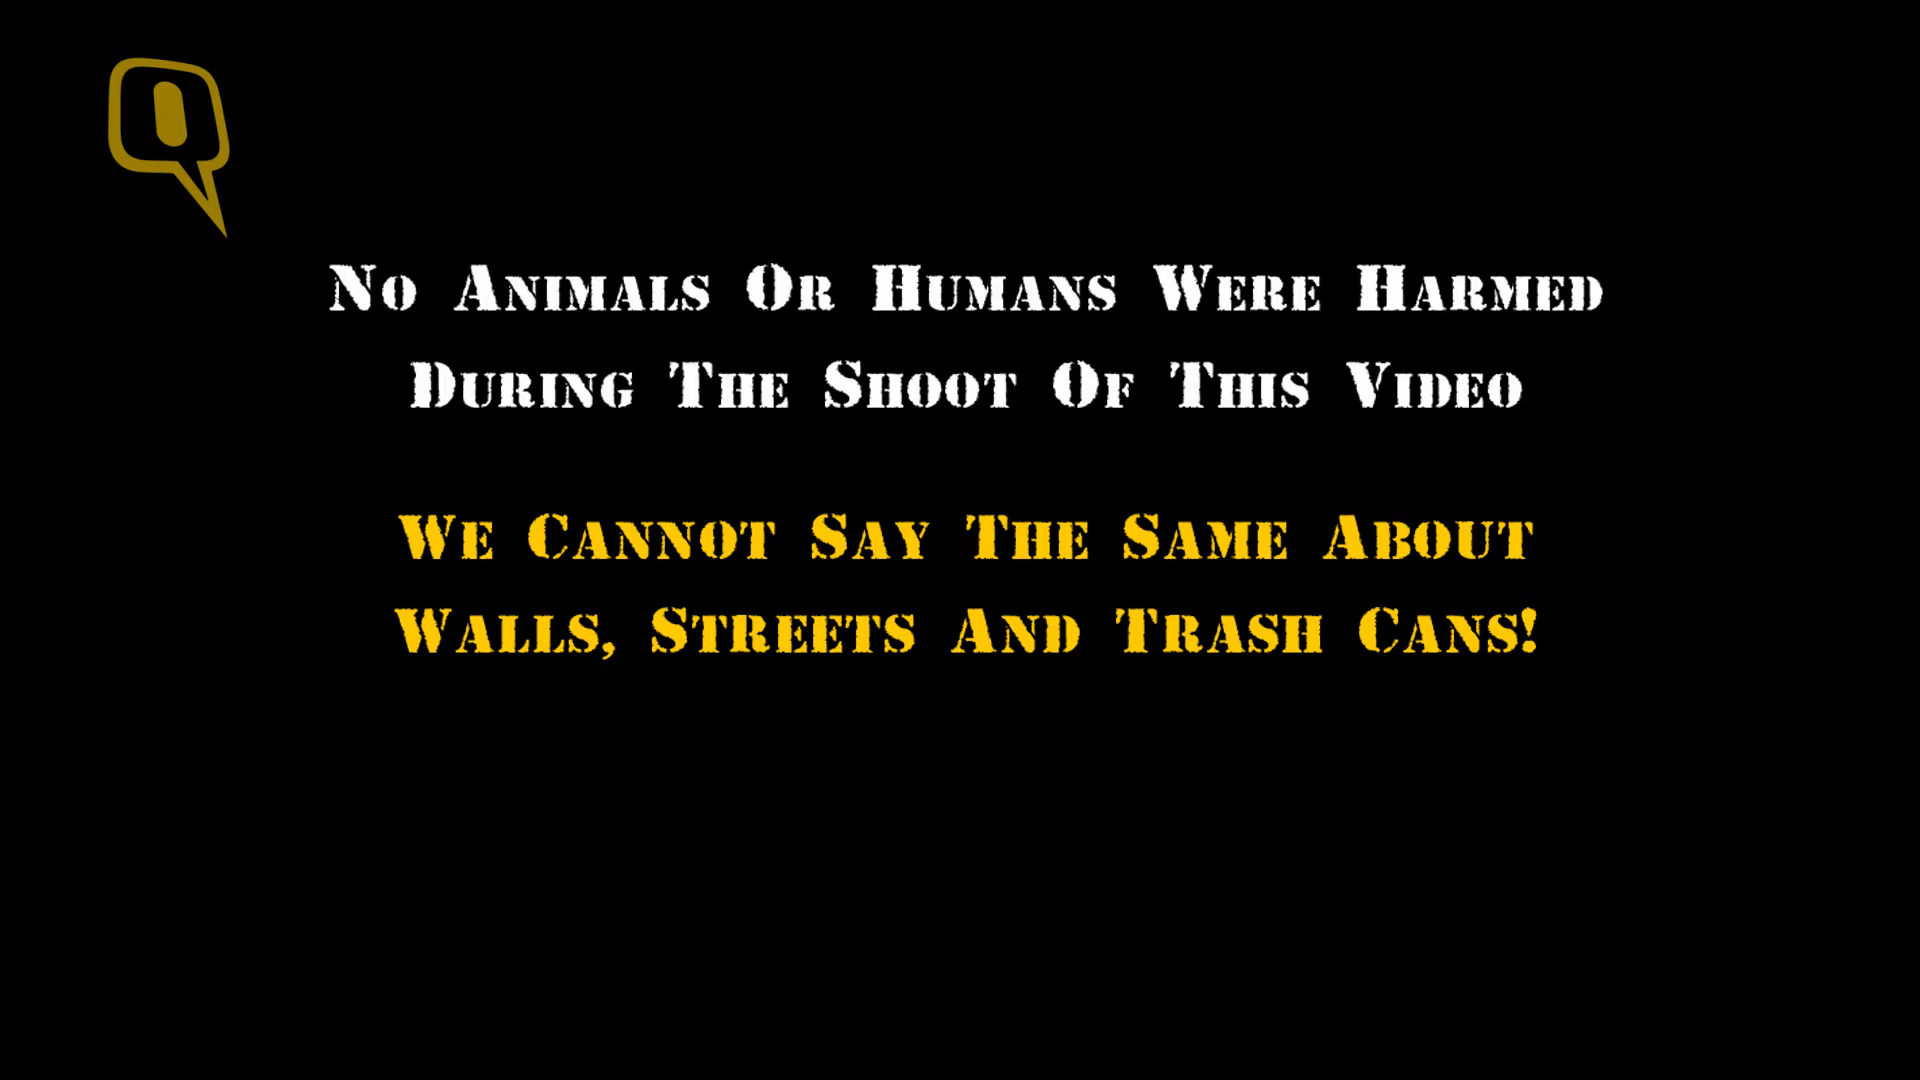 No Animals Or Humans Were Harmed
During The Shoot Of This Video
We Cannot Say The Same About
Walls, Streets And Trash Cans!